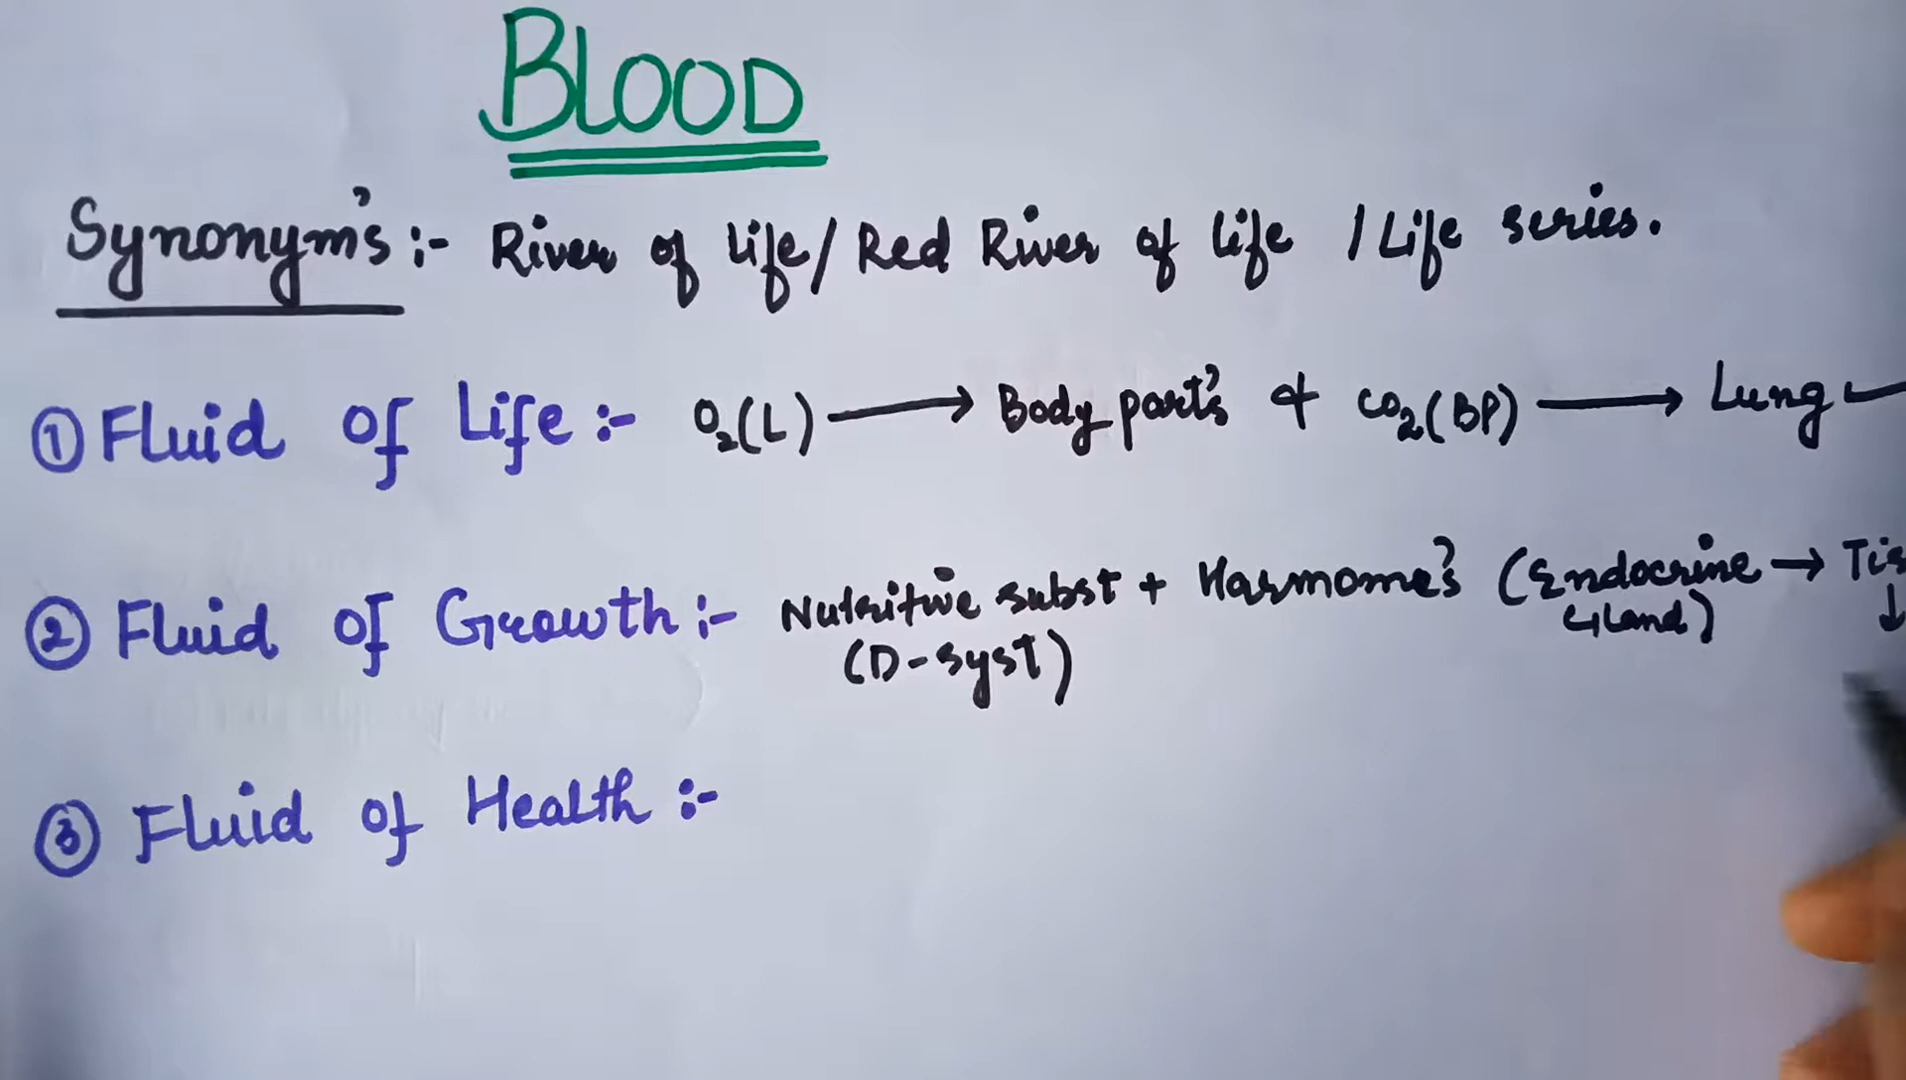 BLOOD
Synonym's :- River of life / Red River of life / Life series.
① Fluid of Life :- O₂(L) ⟶ Body part's & CO₂(BP) ⟶ Lung
② Fluid of Growth :- Nutritive subst + Harmome's (Endocrine → Tis
(D-syst)
Gland) ↓
③ Fluid of Health :-